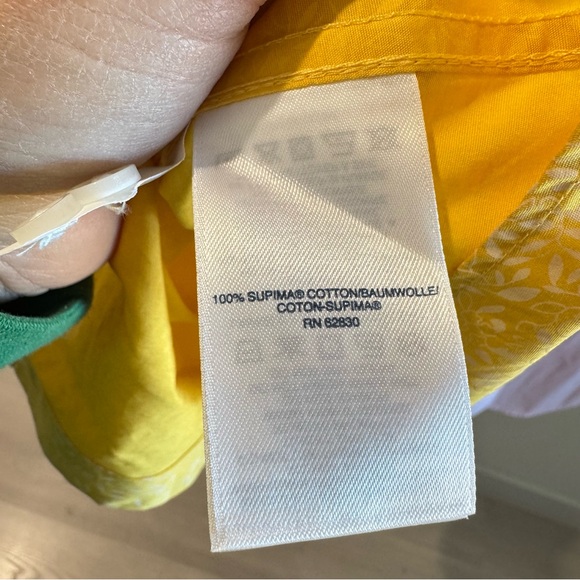 100% SUPIMA® COTTON/BAUMWOLLE/
COTON-SUPIMA®
RN 62830